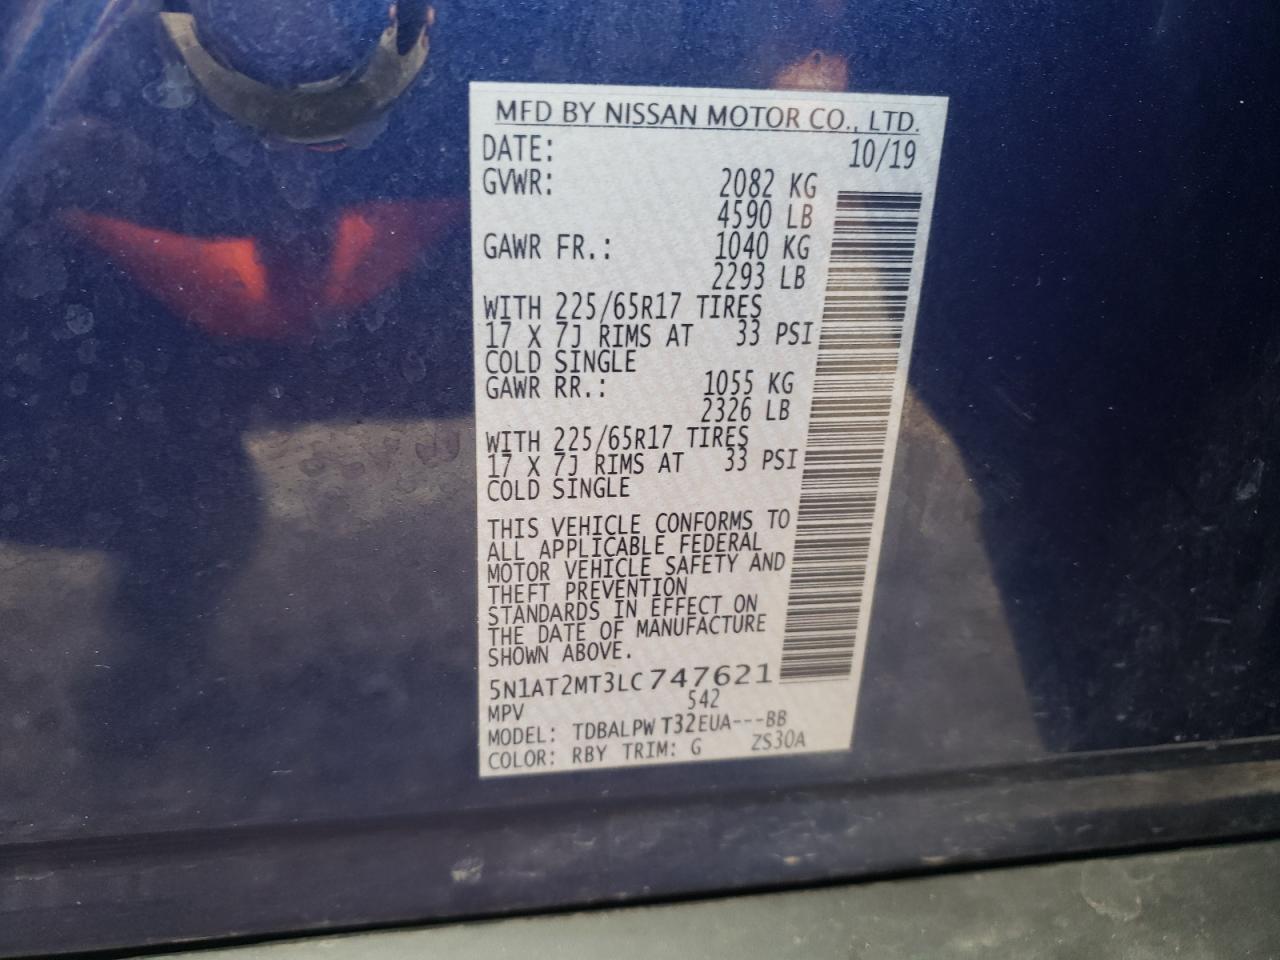 MFD BY NISSAN MOTOR CO., LTD.
DATE: 10/19
GVWR: 2082 KG
4590 LB
GAWR FR.: 1040 KG
2293 LB
WITH 225/65R17 TIRES
17 X 7J RIMS AT 33 PSI
COLD SINGLE
GAWR RR.: 1055 KG
2326 LB
WITH 225/65R17 TIRES
17 X 7J RIMS AT 33 PSI
COLD SINGLE
THIS VEHICLE CONFORMS TO
ALL APPLICABLE FEDERAL
MOTOR VEHICLE SAFETY AND
THEFT PREVENTION
STANDARDS IN EFFECT ON
THE DATE OF MANUFACTURE
SHOWN ABOVE.
5N1AT2MT3LC747621
MPV 542
MODEL: TDBALPW T32EUA---BB
COLOR: RBY TRIM: G ZS30A